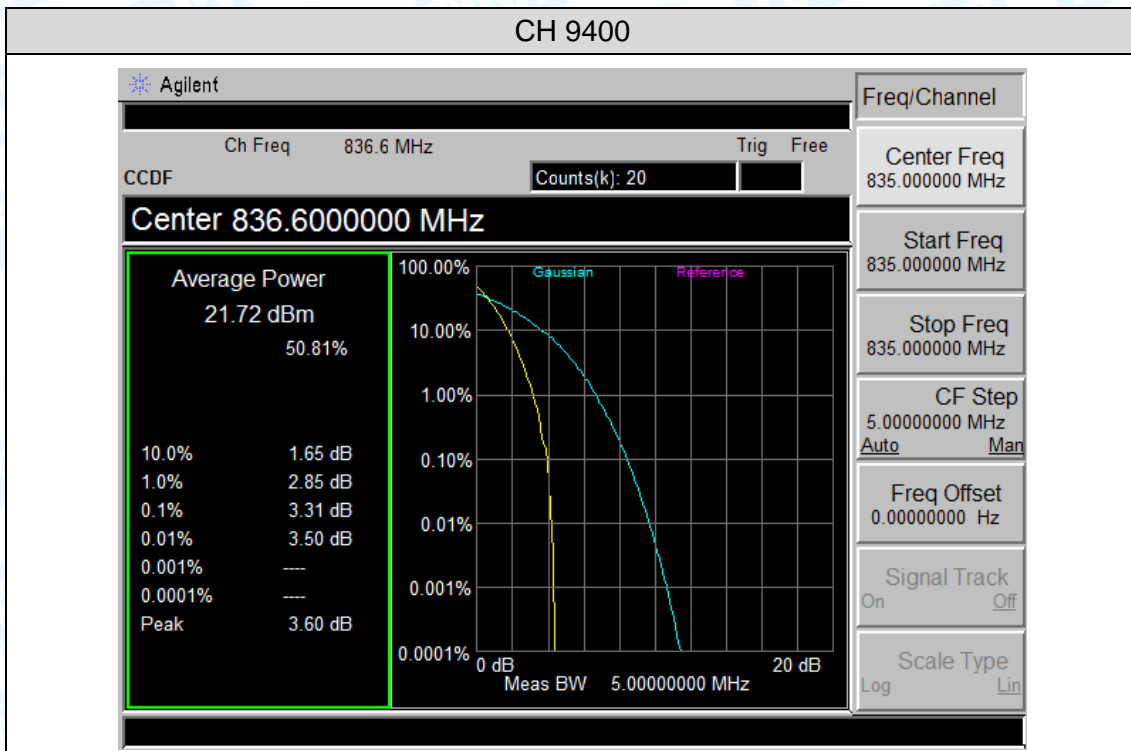 CH 9400
Agilent
Freq/Channel
Ch Freq 836.6 MHz Trig Free
CCDF Counts(k): 20
Center 836.6000000 MHz
Average Power
21.72 dBm
50.81%
10.0% 1.65 dB
1.0% 2.85 dB
0.1% 3.31 dB
0.01% 3.50 dB
0.001% ----
0.0001% ----
Peak 3.60 dB
Gaussian Reference
100.00%
10.00%
1.00%
0.10%
0.01%
0.001%
0.0001%
0 dB 20 dB
Meas BW 5.00000000 MHz
Center Freq
835.000000 MHz
Start Freq
835.000000 MHz
Stop Freq
835.000000 MHz
CF Step
5.00000000 MHz
Auto Man
Freq Offset
0.00000000 Hz
Signal Track
On Off
Scale Type
Log Lin